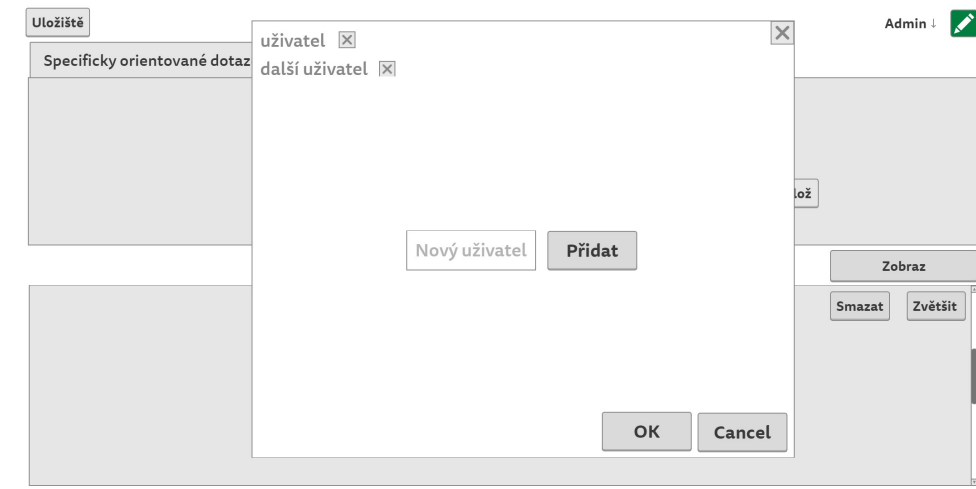 Uložiště
Admin ↓
Specificky orientované dotaz
uživatel
další uživatel
lož
Nový uživatel
Přidat
Zobraz
Smazat
Zvětšit
OK
Cancel